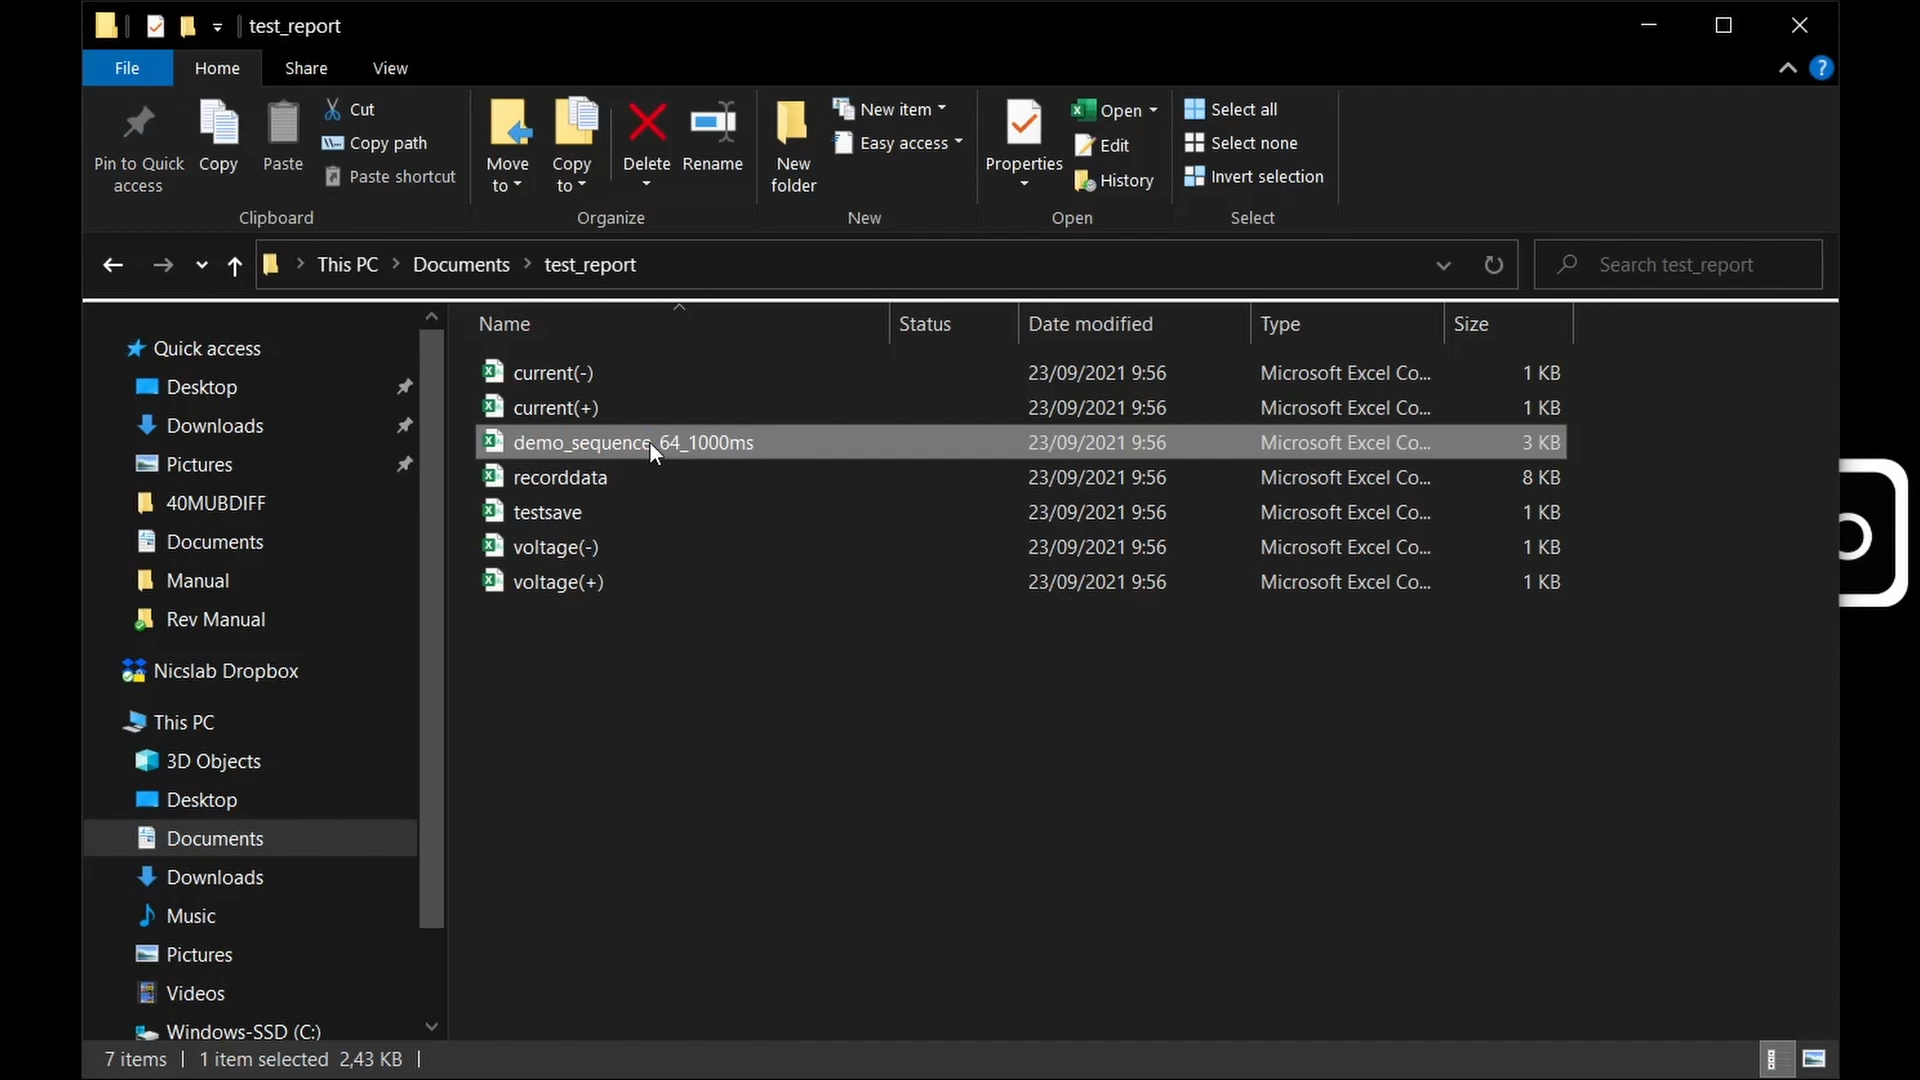 test_report
File Home Share View
Pin to Quick access
Copy
Paste
Cut
Copy path
Paste shortcut
Clipboard
Move to
Copy to
Delete
Rename
Organize
New folder
New item
Easy access
New
Properties
Open
Edit
History
Open
Select all
Select none
Invert selection
Select
This PC > Documents > test_report
Search test_report
Quick access
Desktop
Downloads
Pictures
40MUBDIFF
Documents
Manual
Rev Manual
Nicslab Dropbox
This PC
3D Objects
Desktop
Documents
Downloads
Music
Pictures
Videos
Windows-SSD (C:)
Name Status Date modified Type Size
current(-) 23/09/2021 9:56 Microsoft Excel Co... 1 KB
current(+) 23/09/2021 9:56 Microsoft Excel Co... 1 KB
demo_sequence_64_1000ms 23/09/2021 9:56 Microsoft Excel Co... 3 KB
recorddata 23/09/2021 9:56 Microsoft Excel Co... 8 KB
testsave 23/09/2021 9:56 Microsoft Excel Co... 1 KB
voltage(-) 23/09/2021 9:56 Microsoft Excel Co... 1 KB
voltage(+) 23/09/2021 9:56 Microsoft Excel Co... 1 KB
7 items | 1 item selected 2,43 KB |